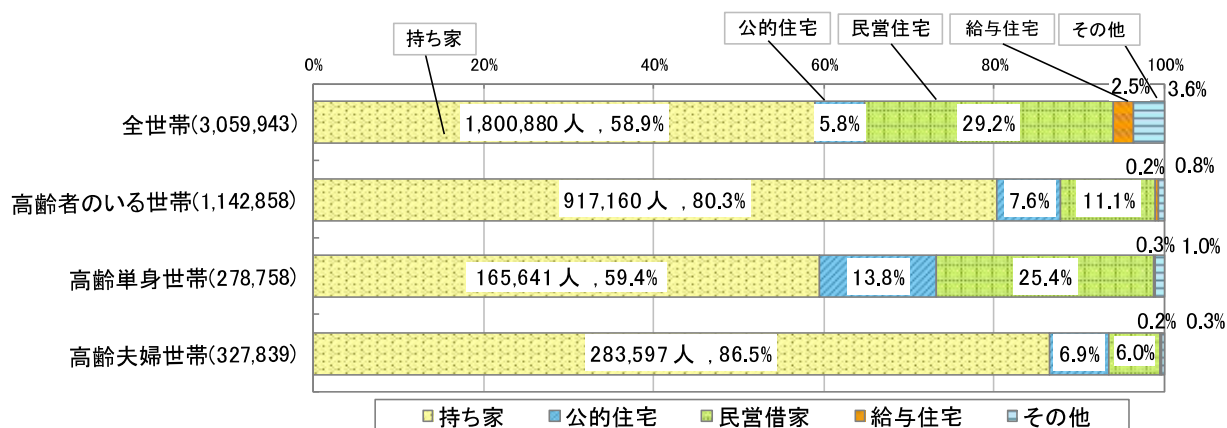 持ち家
公的住宅
民営住宅
給与住宅
その他
0%
20%
40%
60%
80%
100%
全世帯(3,059,943)
1,800,880 人 , 58.9%
5.8%
29.2%
2.5%
3.6%
高齢者のいる世帯(1,142,858)
917,160 人 , 80.3%
7.6%
11.1%
0.2%
0.8%
高齢単身世帯(278,758)
165,641 人 , 59.4%
13.8%
25.4%
0.3%
1.0%
高齢夫婦世帯(327,839)
283,597 人 , 86.5%
6.9%
6.0%
0.2%
0.3%
持ち家
公的住宅
民営借家
給与住宅
その他